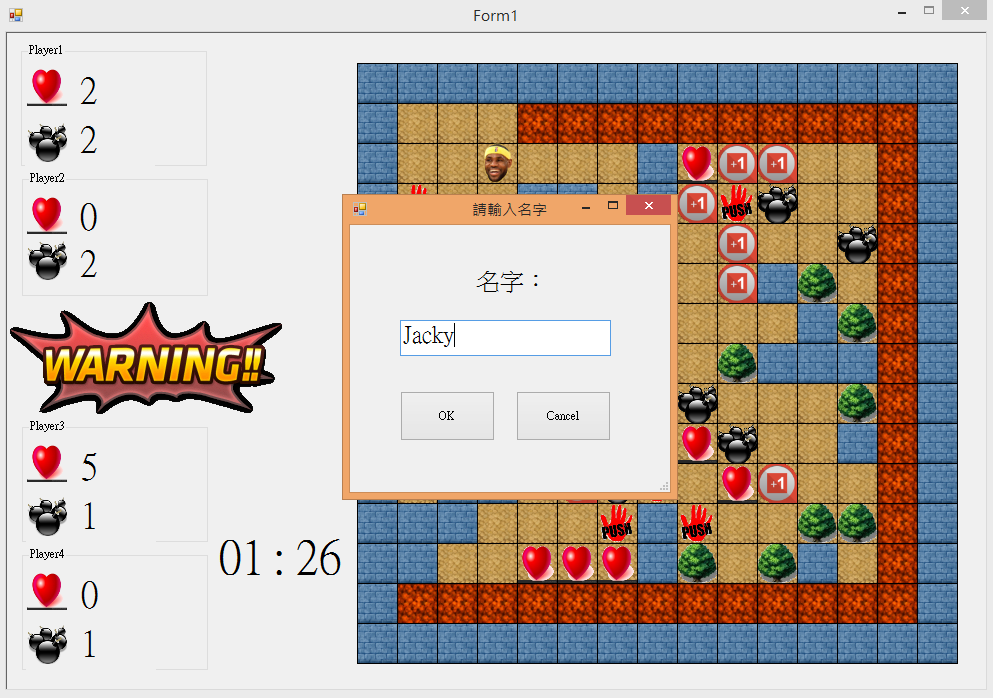 Form1
Player1
2
2
Player2
0
2
WARNING!!
Player3
5
1
Player4
0
1
01 : 26
請輸入名字
名字：
Jacky
OK
Cancel
+1
+1
+1
PUSH
+1
+1
+1
PUSH
PUSH